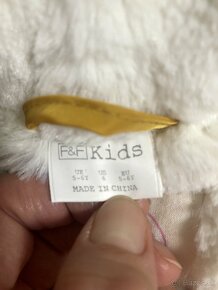 F&F Kids
UK US EU
5-6Y 6 5-6Y
MADE IN CHINA